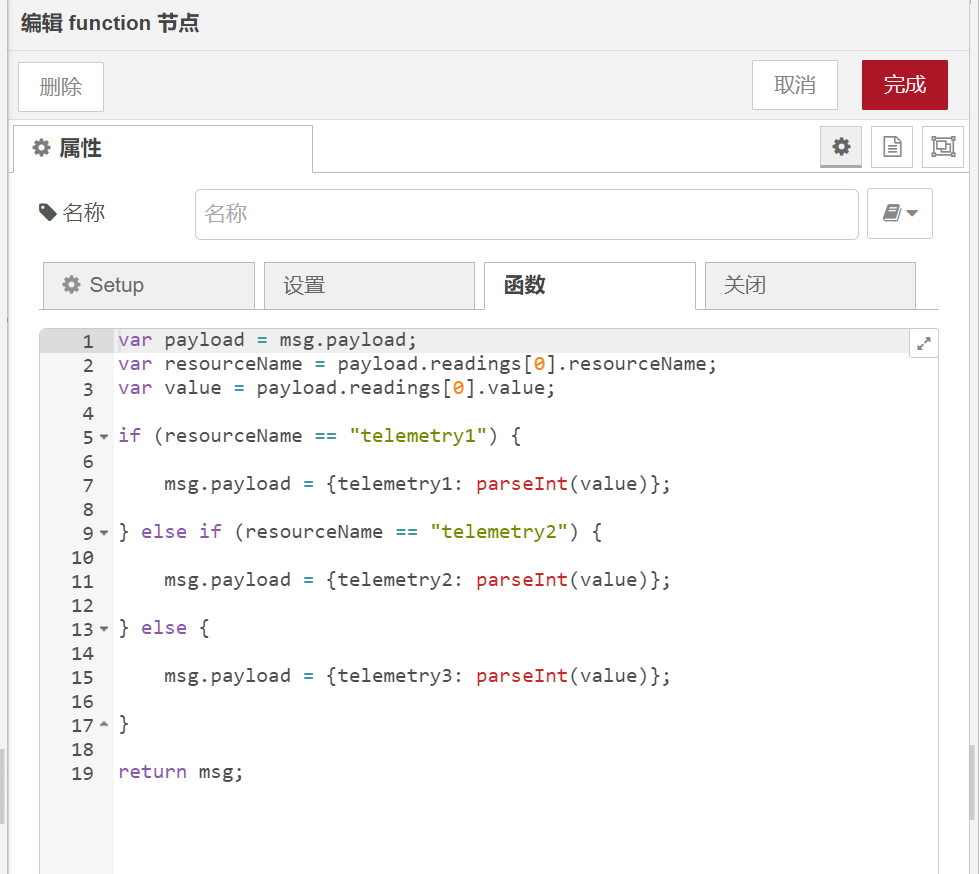 编辑 function 节点
删除
取消
完成
属性
名称
名称
Setup
设置
函数
关闭
1 var payload = msg.payload;
2 var resourceName = payload.readings[0].resourceName;
3 var value = payload.readings[0].value;
4
5 if (resourceName == "telemetry1") {
6
7     msg.payload = {telemetry1: parseInt(value)};
8
9 } else if (resourceName == "telemetry2") {
10
11     msg.payload = {telemetry2: parseInt(value)};
12
13 } else {
14
15     msg.payload = {telemetry3: parseInt(value)};
16
17 }
18
19 return msg;